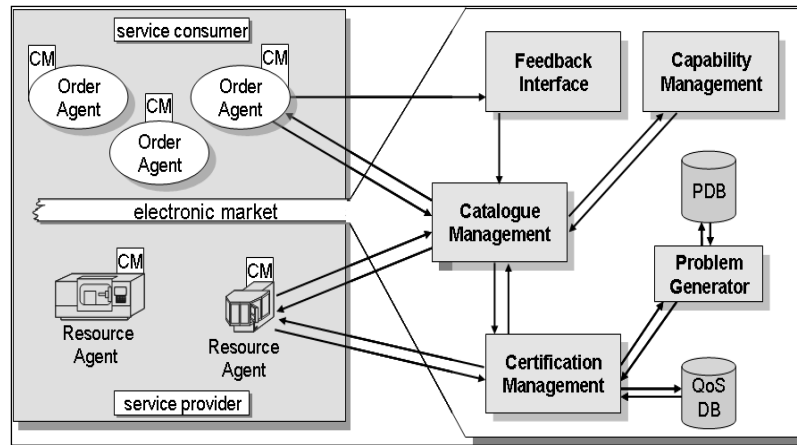 service consumer
CM
Order
Agent
CM
Order
Agent
CM
Order
Agent
electronic market
CM
Resource
Agent
CM
Resource
Agent
service provider
Feedback
Interface
Capability
Management
Catalogue
Management
PDB
Problem
Generator
Certification
Management
QoS
DB